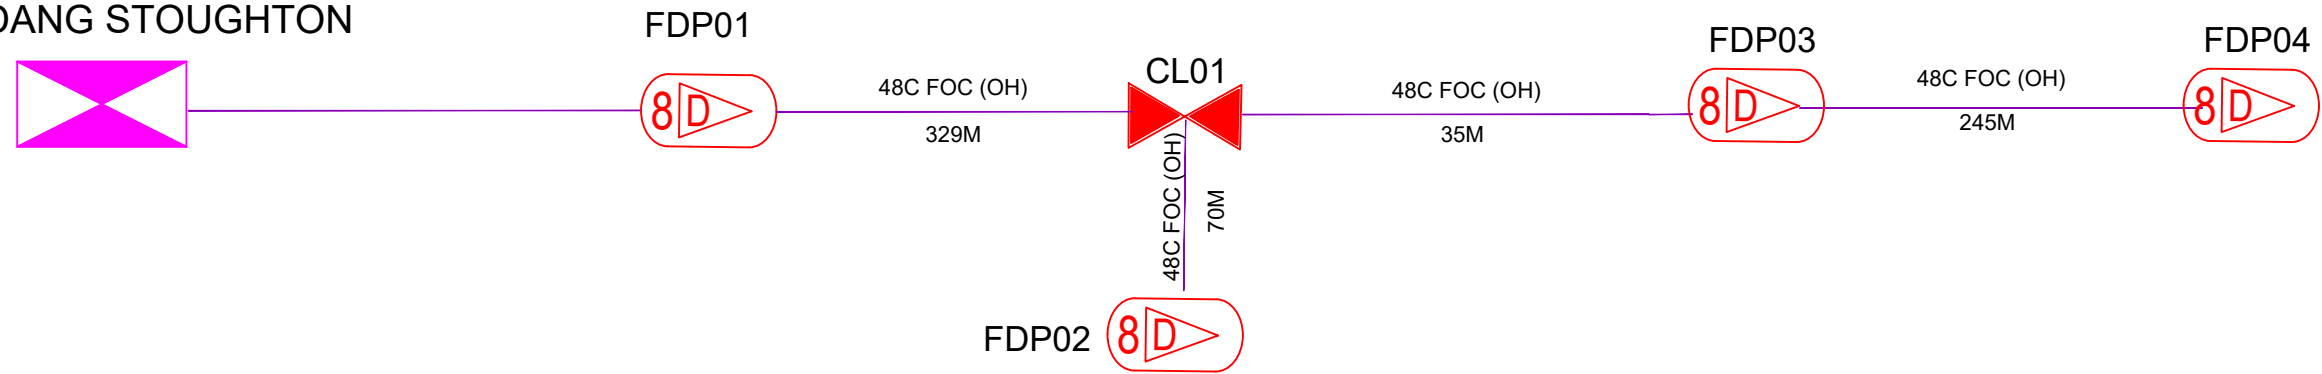 STOUGHTON
FDP01
8 D
48C FOC (OH)
329M
CL01
48C FOC (OH)
35M
FDP03
8 D
48C FOC (OH)
245M
FDP04
8 D
48C FOC (OH)
70M
FDP02
8 D